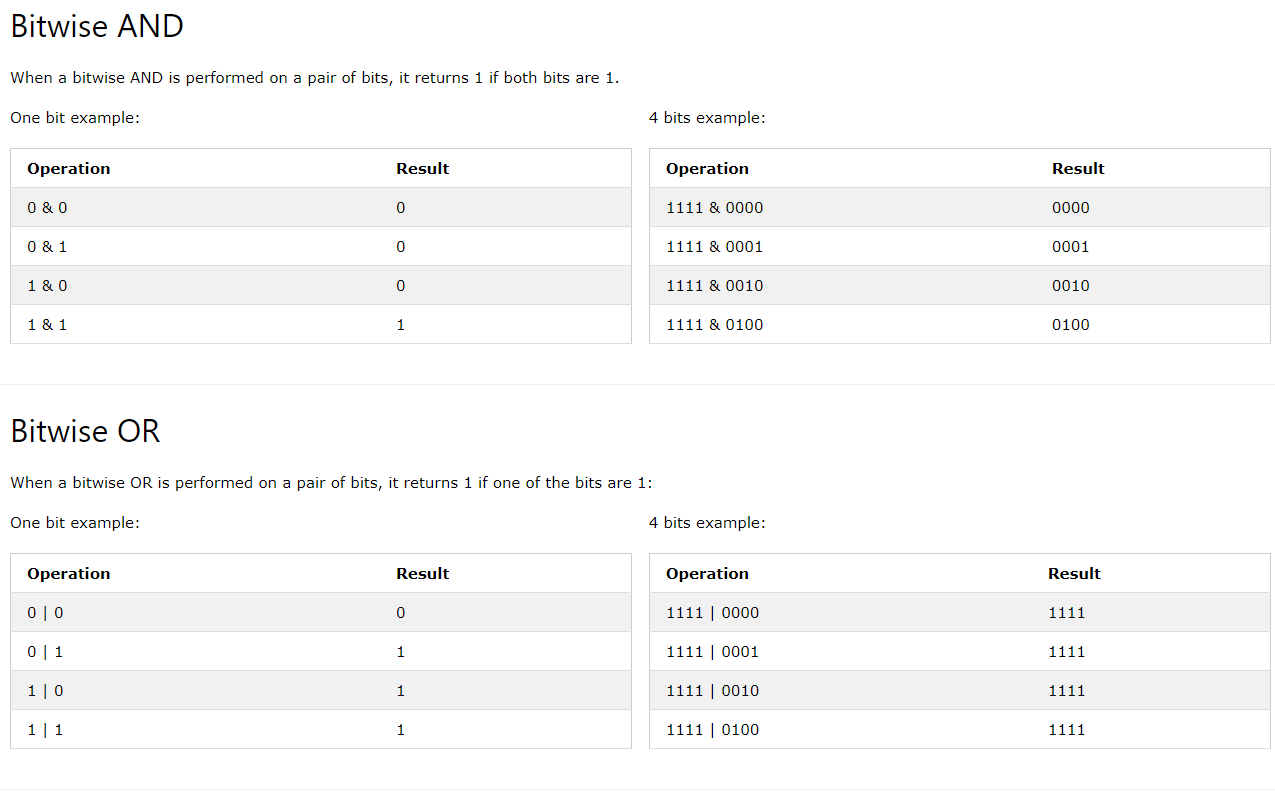 Bitwise AND
When a bitwise AND is performed on a pair of bits, it returns 1 if both bits are 1.
One bit example:
Operation Result
0 & 0 0
0 & 1 0
1 & 0 0
1 & 1 1
4 bits example:
Operation Result
1111 & 0000 0000
1111 & 0001 0001
1111 & 0010 0010
1111 & 0100 0100
Bitwise OR
When a bitwise OR is performed on a pair of bits, it returns 1 if one of the bits are 1:
One bit example:
Operation Result
0 | 0 0
0 | 1 1
1 | 0 1
1 | 1 1
4 bits example:
Operation Result
1111 | 0000 1111
1111 | 0001 1111
1111 | 0010 1111
1111 | 0100 1111